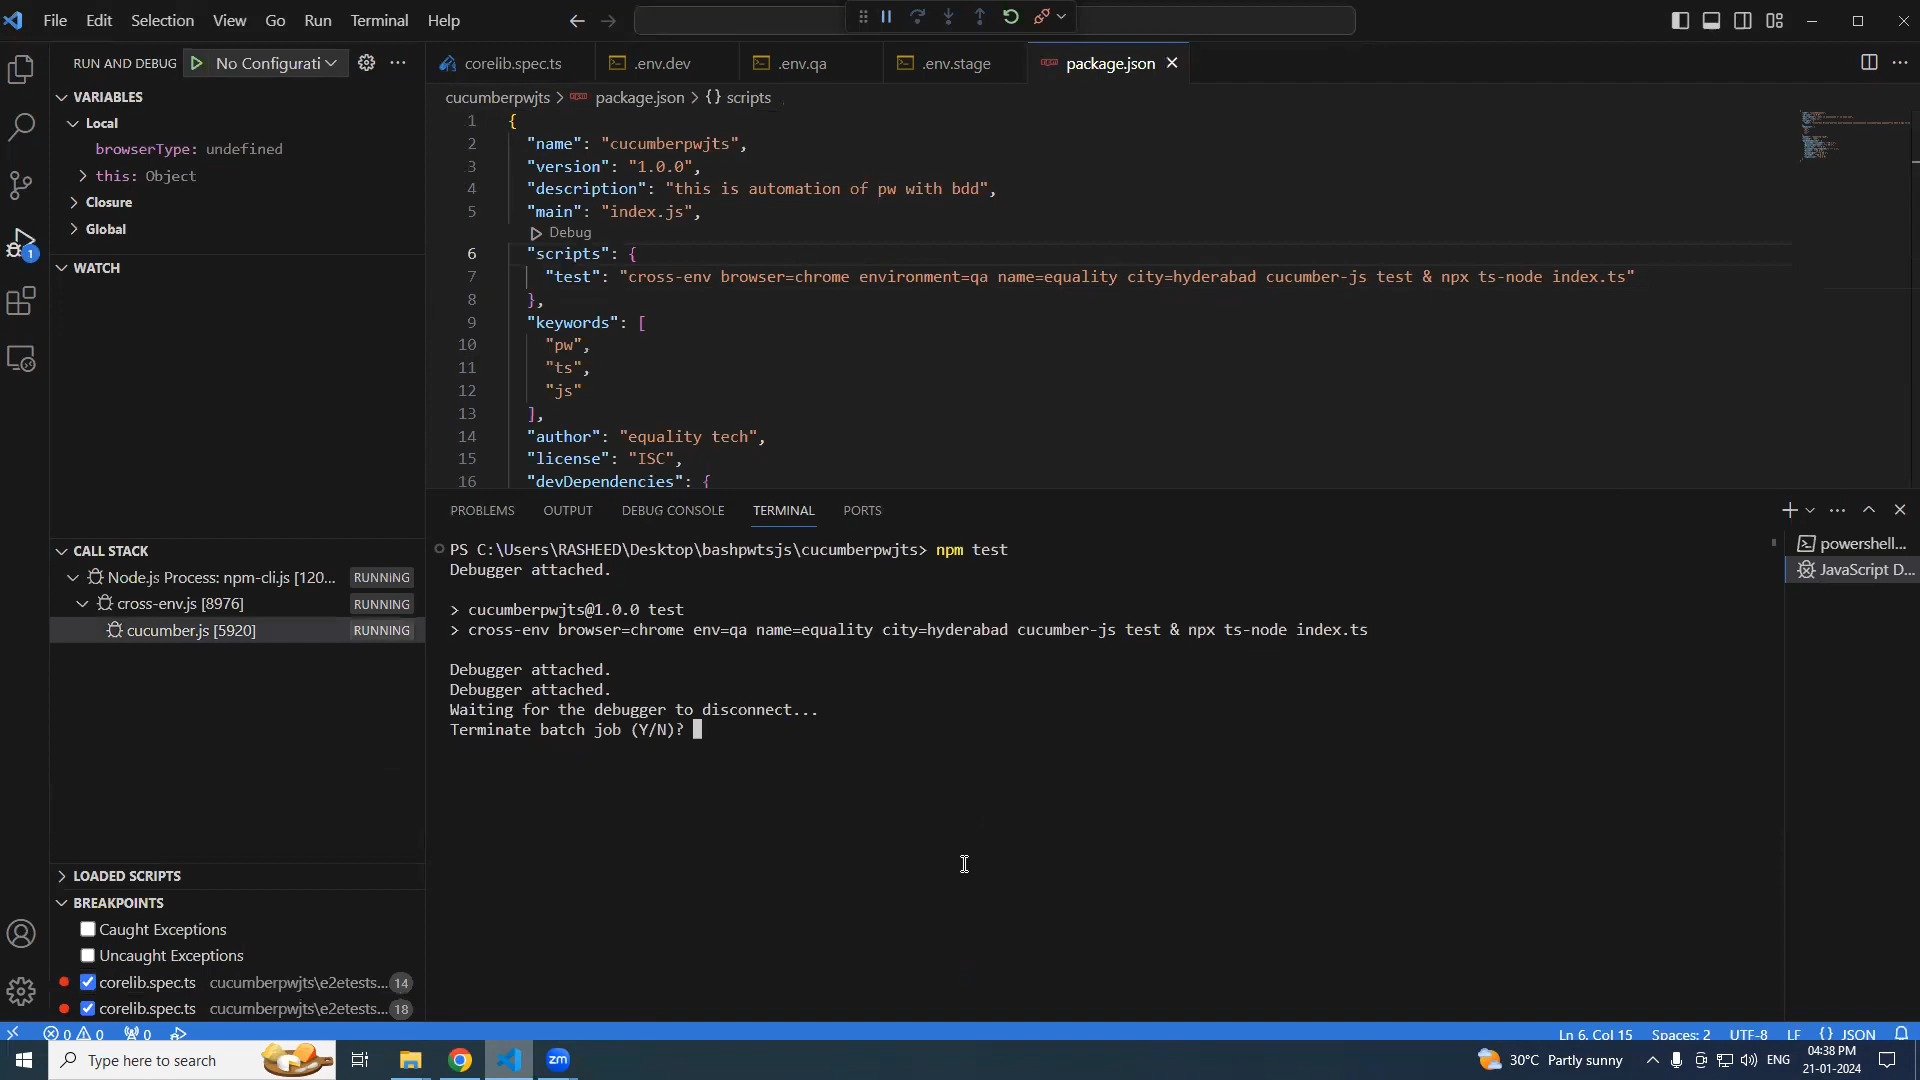 File Edit Selection View Go Run Terminal Help
RUN AND DEBUG No Configurati
corelib.spec.ts .env.dev .env.qa .env.stage package.json
cucumberpwjts > package.json > {} scripts
VARIABLES
Local
browserType: undefined
this: Object
Closure
Global
WATCH
1 {
2 "name": "cucumberpwjts",
3 "version": "1.0.0",
4 "description": "this is automation of pw with bdd",
5 "main": "index.js",
Debug
6 "scripts": {
7 "test": "cross-env browser=chrome environment=qa name=equality city=hyderabad cucumber-js test & npx ts-node index.ts"
8 },
9 "keywords": [
10 "pw",
11 "ts",
12 "js"
13 ],
14 "author": "equality tech",
15 "license": "ISC",
16 "devDependencies": {
1
PROBLEMS OUTPUT DEBUG CONSOLE TERMINAL PORTS
PS C:\Users\RASHEED\Desktop\bashpwtsjs\cucumberpwjts> npm test
Debugger attached.
> cucumberpwjts@1.0.0 test
> cross-env browser=chrome env=qa name=equality city=hyderabad cucumber-js test & npx ts-node index.ts
Debugger attached.
Debugger attached.
Waiting for the debugger to disconnect...
Terminate batch job (Y/N)?
powershell...
JavaScript D...
CALL STACK
Node.js Process: npm-cli.js [120... RUNNING
cross-env.js [8976] RUNNING
cucumber.js [5920] RUNNING
LOADED SCRIPTS
BREAKPOINTS
Caught Exceptions
Uncaught Exceptions
corelib.spec.ts cucumberpwjts\e2etests... 14
corelib.spec.ts cucumberpwjts\e2etests... 18
0 0 0
Ln 6, Col 15 Spaces: 2 UTF-8 LF {} JSON
Type here to search
zm
30°C Partly sunny ENG
04:38 PM
21-01-2024